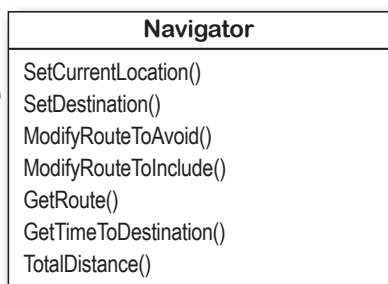 Navigator
SetCurrentLocation()
SetDestination()
ModifyRouteToAvoid()
ModifyRouteToInclude()
GetRoute()
GetTimeToDestination()
TotalDistance()